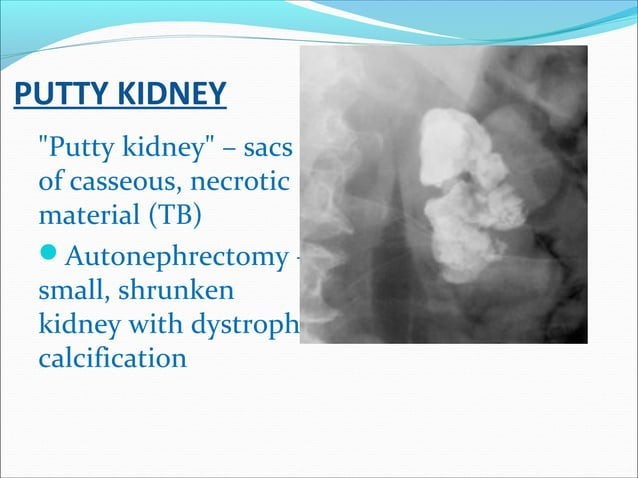 PUTTY KIDNEY
"Putty kidney" – sacs
of casseous, necrotic
material (TB)
Autonephrectomy -
small, shrunken
kidney with dystroph
calcification